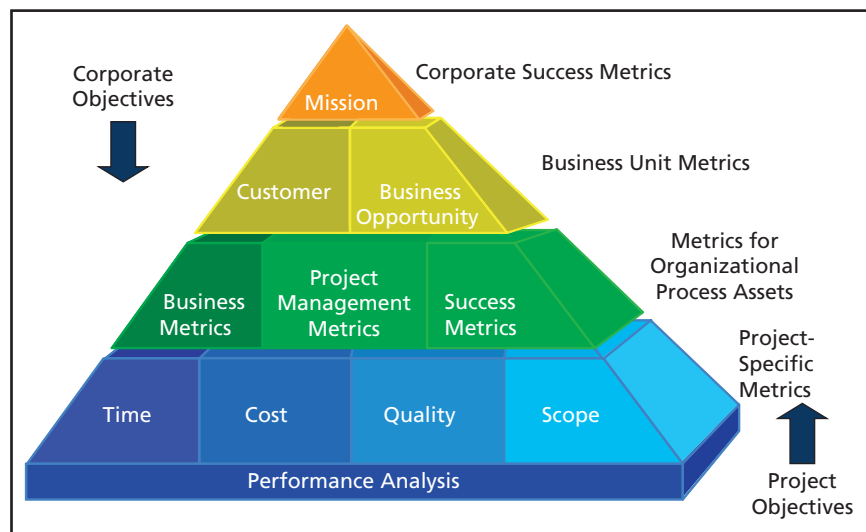 Corporate
Objectives
Mission
Corporate Success Metrics
Customer
Business
Opportunity
Business Unit Metrics
Business
Metrics
Project
Management
Metrics
Success
Metrics
Metrics for
Organizational
Process Assets
Time
Cost
Quality
Scope
Project-
Specific
Metrics
Performance Analysis
Project
Objectives